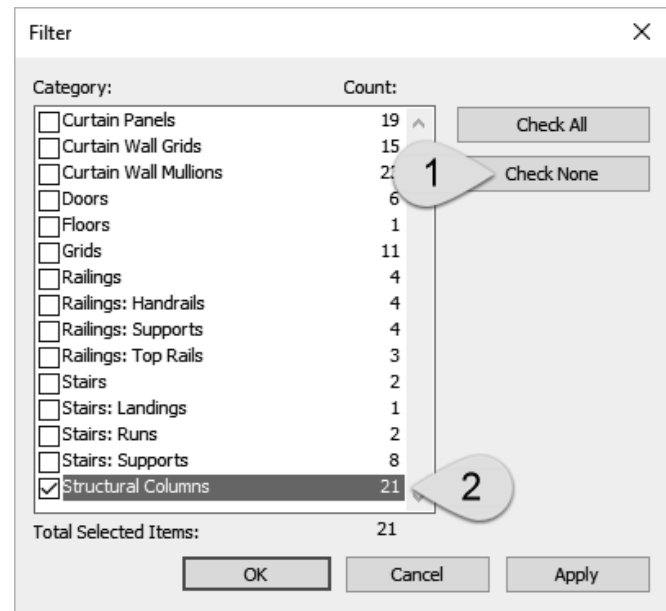 Filter
Category: Count:
Curtain Panels 19 Check All
Curtain Wall Grids 15
Curtain Wall Mullions 1 Check None
Doors 6
Floors 1
Grids 11
Railings 4
Railings: Handrails 4
Railings: Supports 4
Railings: Top Rails 3
Stairs 2
Stairs: Landings 1
Stairs: Runs 2
Stairs: Supports 8
Structural Columns 21 2
Total Selected Items: 21
OK Cancel Apply